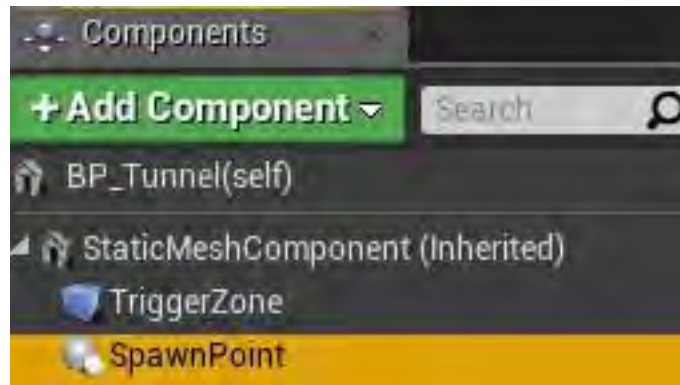 Components
+Add Component
Search
BP_Tunnel(self)
StaticMeshComponent (Inherited)
TriggerZone
SpawnPoint